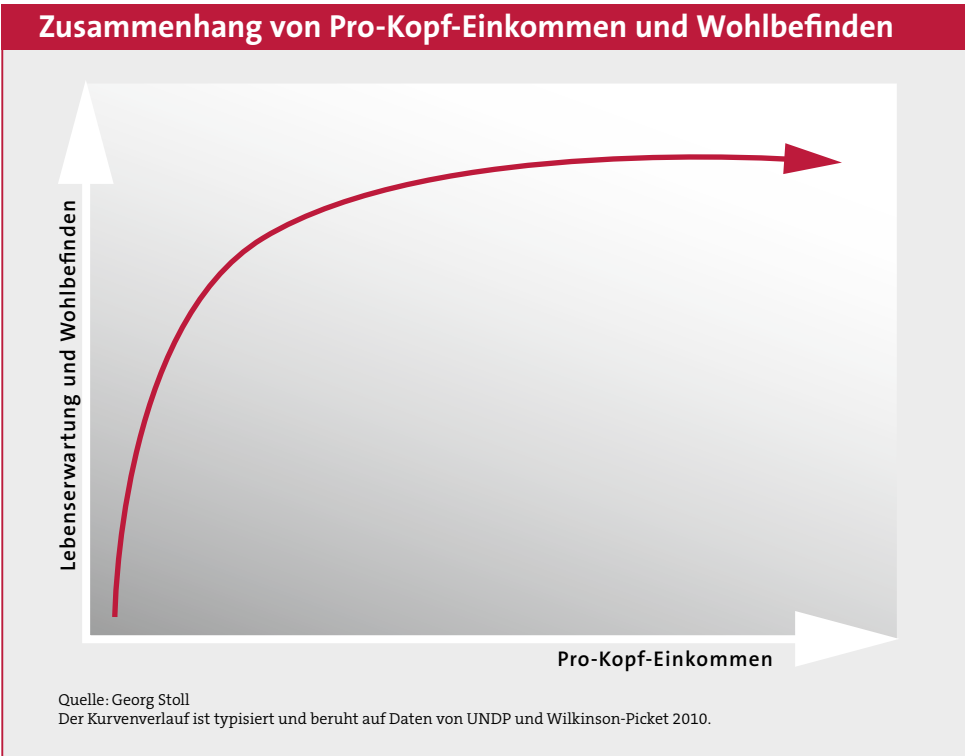 Zusammenhang von Pro-Kopf-Einkommen und Wohlbefinden
Lebenserwartung und Wohlbefinden
Pro-Kopf-Einkommen
Quelle: Georg Stoll
Der Kurvenverlauf ist typisiert und beruht auf Daten von UNDP und Wilkinson-Picket 2010.